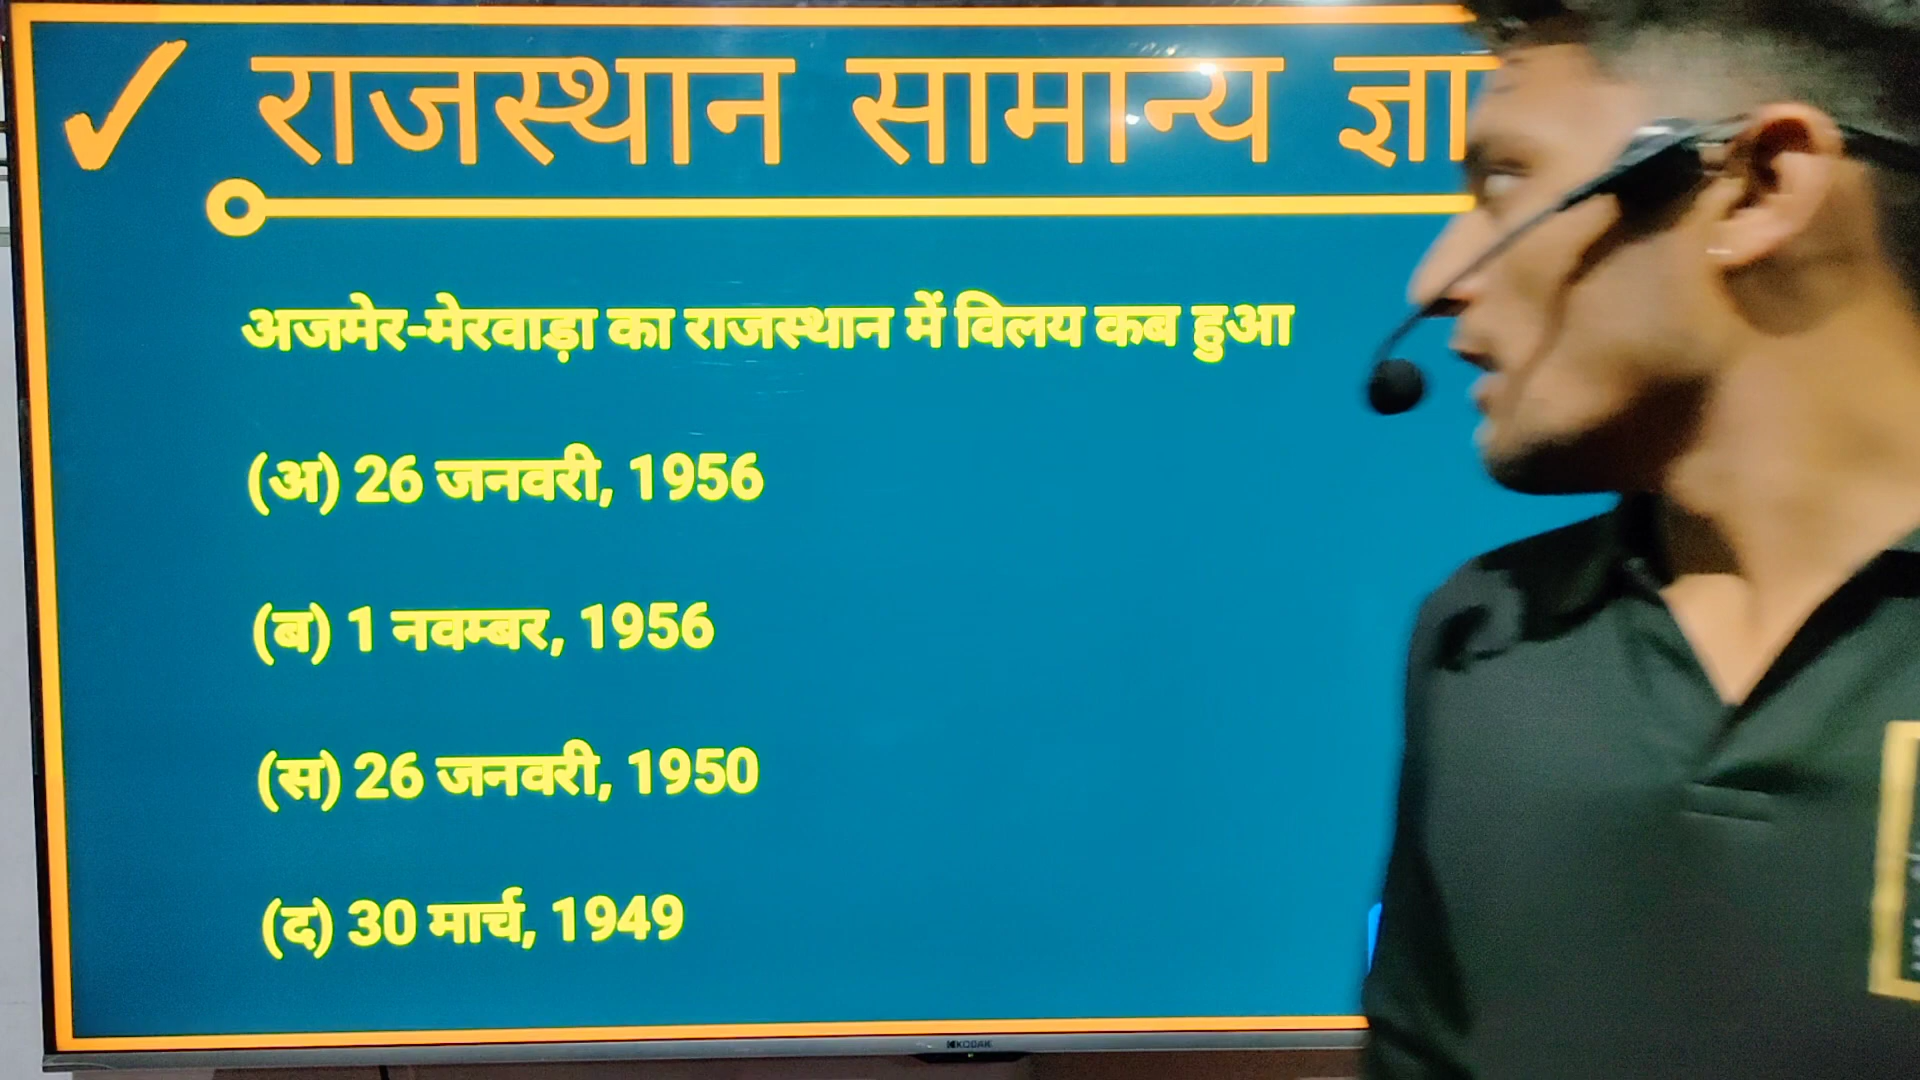 राजस्थान सामान्य
अजमेर-मेरवाड़ा का राजस्थान में विलय कब हुआ
(अ) 26 जनवरी, 1956
(ब) 1 नवम्बर, 1956
(स) 26 जनवरी, 1950
(द) 30 मार्च, 1949
KODAK